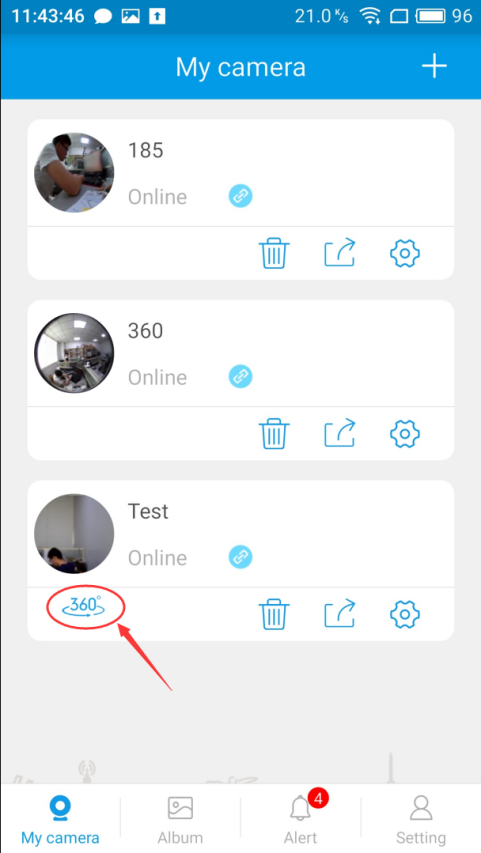 11:43:46 21.0 K/s 96
My camera
185
Online
360
Online
Test
Online
360°
4
My camera Album Alert Setting